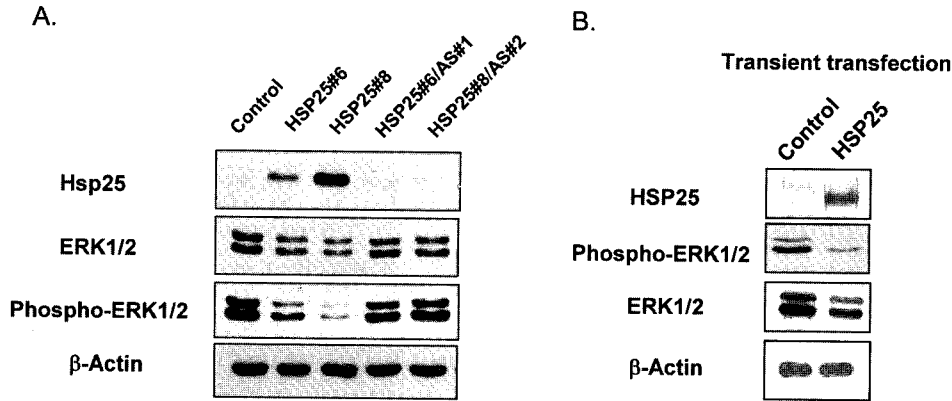 A.
Control
HSP25#6
HSP25#8
HSP25#6/AS#1
HSP25#8/AS#2
Hsp25
ERK1/2
Phospho-ERK1/2
β-Actin
B.
Transient transfection
Control
HSP25
HSP25
Phospho-ERK1/2
ERK1/2
β-Actin